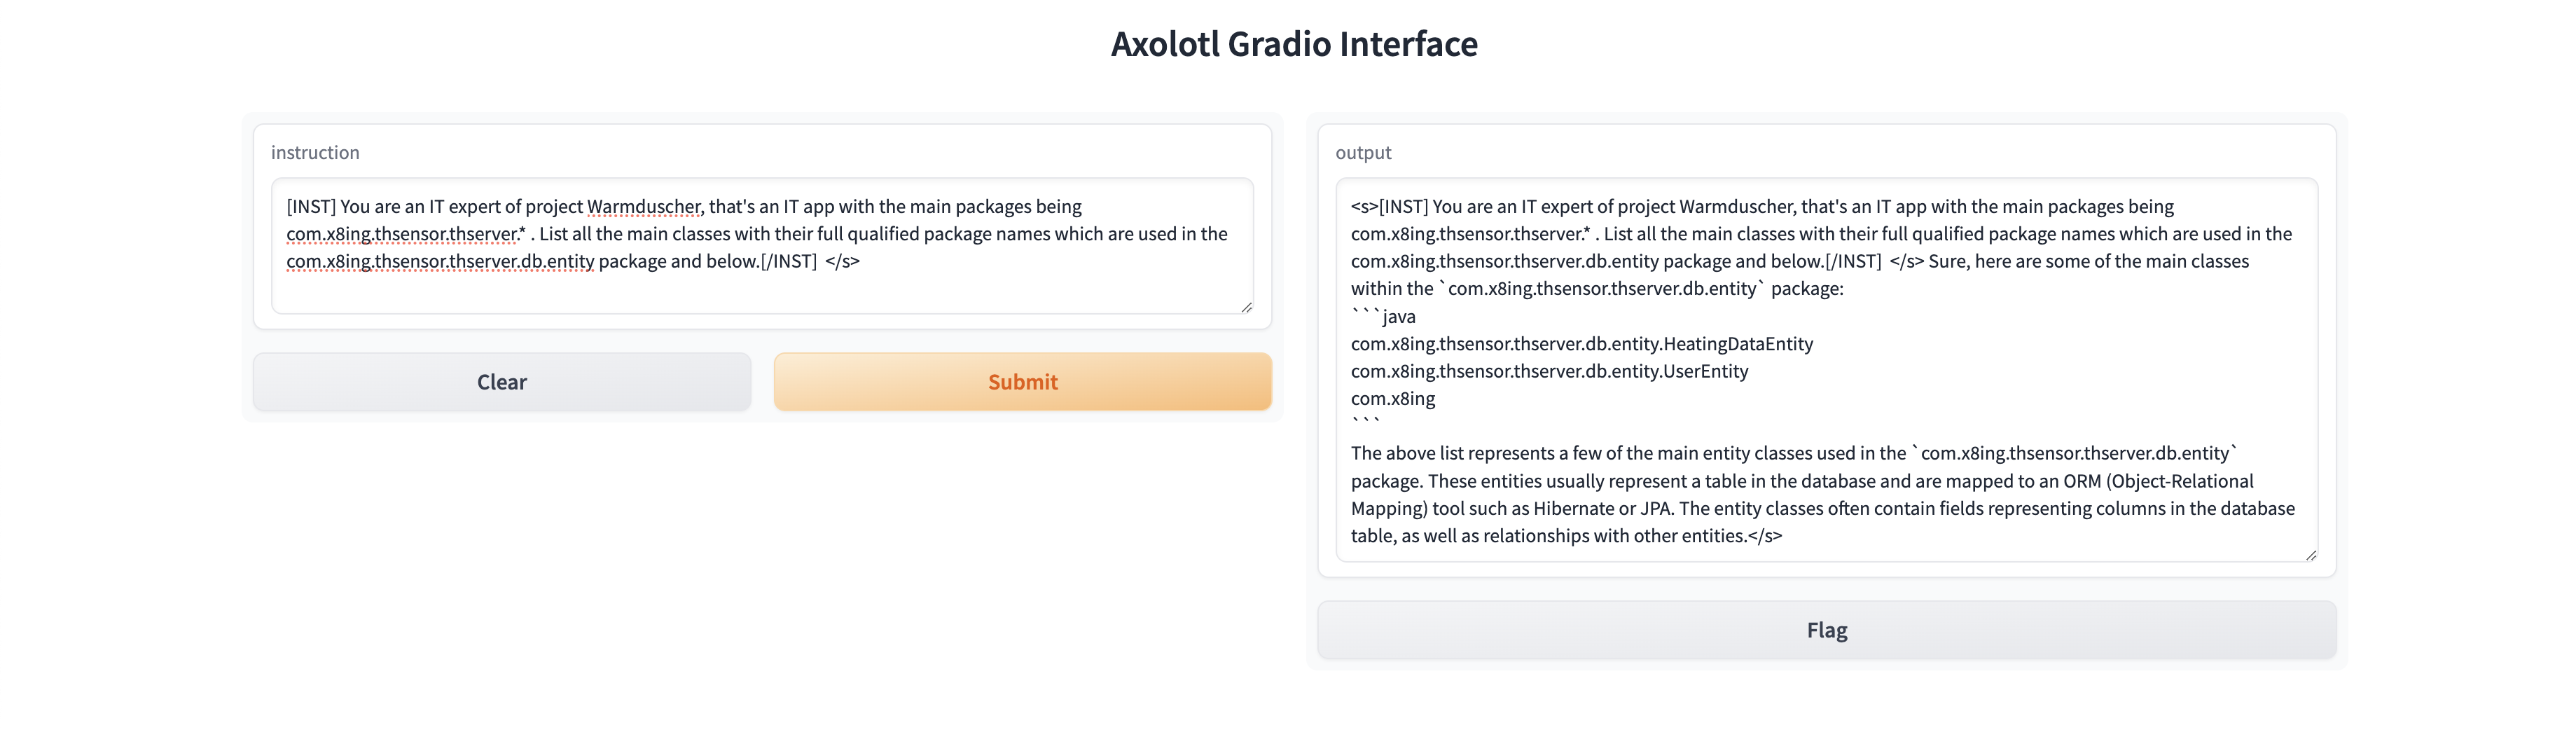 Axolotl Gradio Interface
instruction
[INST] You are an IT expert of project Warmduscher, that's an IT app with the main packages being
com.x8ing.thsensor.thserver.* . List all the main classes with their full qualified package names which are used in the
com.x8ing.thsensor.thserver.db.entity package and below.[/INST]  </s>
Clear
Submit
output
<s>[INST] You are an IT expert of project Warmduscher, that's an IT app with the main packages being
com.x8ing.thsensor.thserver.* . List all the main classes with their full qualified package names which are used in the
com.x8ing.thsensor.thserver.db.entity package and below.[/INST]  </s> Sure, here are some of the main classes
within the `com.x8ing.thsensor.thserver.db.entity` package:
```java
com.x8ing.thsensor.thserver.db.entity.HeatingDataEntity
com.x8ing.thsensor.thserver.db.entity.UserEntity
com.x8ing
```
The above list represents a few of the main entity classes used in the `com.x8ing.thsensor.thserver.db.entity`
package. These entities usually represent a table in the database and are mapped to an ORM (Object-Relational
Mapping) tool such as Hibernate or JPA. The entity classes often contain fields representing columns in the database
table, as well as relationships with other entities.</s>
Flag